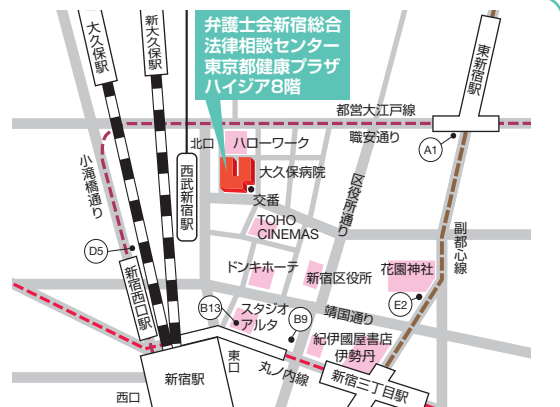 弁護士会新宿総合
法律相談センター
東京都健康プラザ
ハイジア8階
大久保駅
新大久保駅
東新宿駅
都営大江戸線
職安通り
A1
北口
ハローワーク
大久保病院
交番
小滝橋通り
西武新宿駅
区役所通り
TOHO
CINEMAS
副都心線
D5
ドンキホーテ
新宿区役所
花園神社
E2
新宿西口駅
B13
スタジオ
アルタ
B9
靖国通り
紀伊國屋書店
伊勢丹
新宿駅
東口
丸ノ内線
新宿三丁目駅
西口